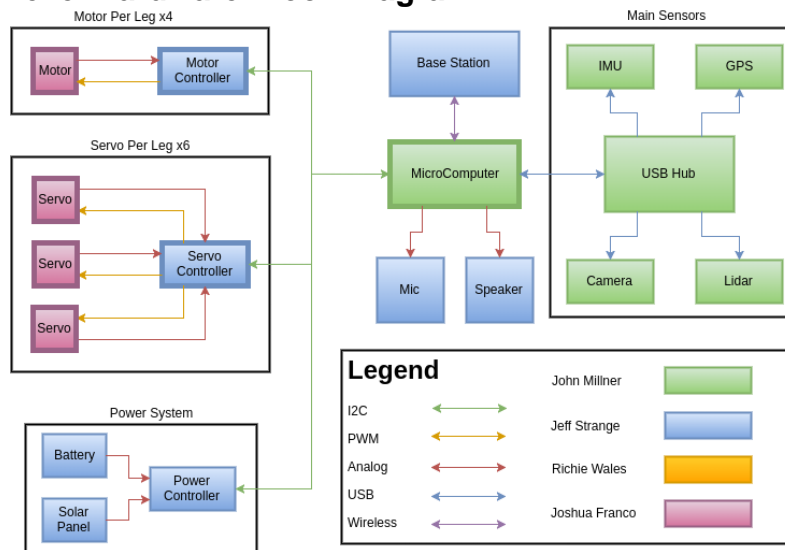 Motor Per Leg x4
Motor
Motor
Controller
Servo Per Leg x6
Servo
Servo
Servo
Servo
Controller
Power System
Battery
Solar
Panel
Power
Controller
Base Station
MicroComputer
Mic
Speaker
Main Sensors
IMU
GPS
USB Hub
Camera
Lidar
Legend
I2C
PWM
Analog
USB
Wireless
John Millner
Jeff Strange
Richie Wales
Joshua Franco